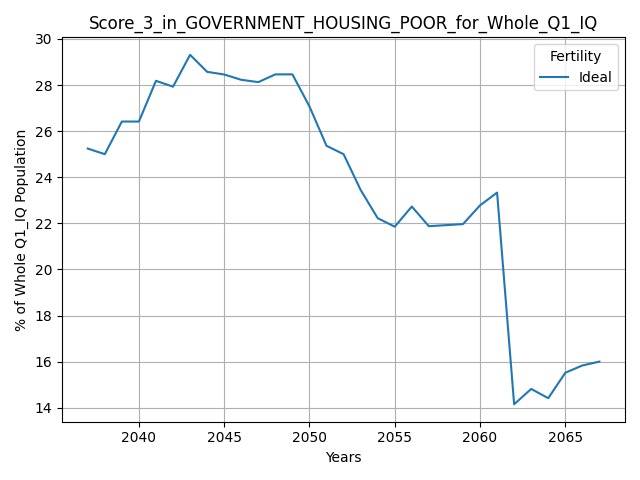 Score_3_in_GOVERNMENT_HOUSING_POOR_for_Whole_Q1_IQ
Fertility
Ideal
% of Whole Q1_IQ Population
30
28
26
24
22
20
18
16
14
2040 2045 2050 2055 2060 2065
Years